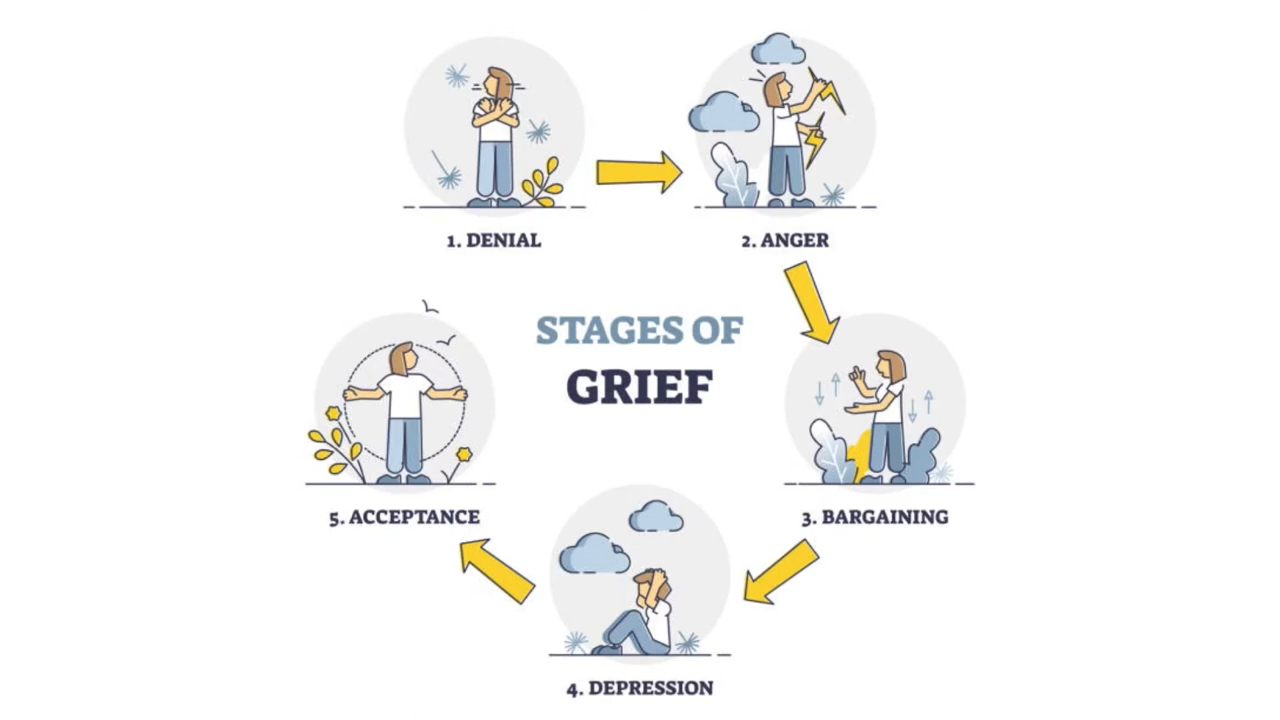 1. DENIAL
2. ANGER
STAGES OF
GRIEF
3. BARGAINING
4. DEPRESSION
5. ACCEPTANCE